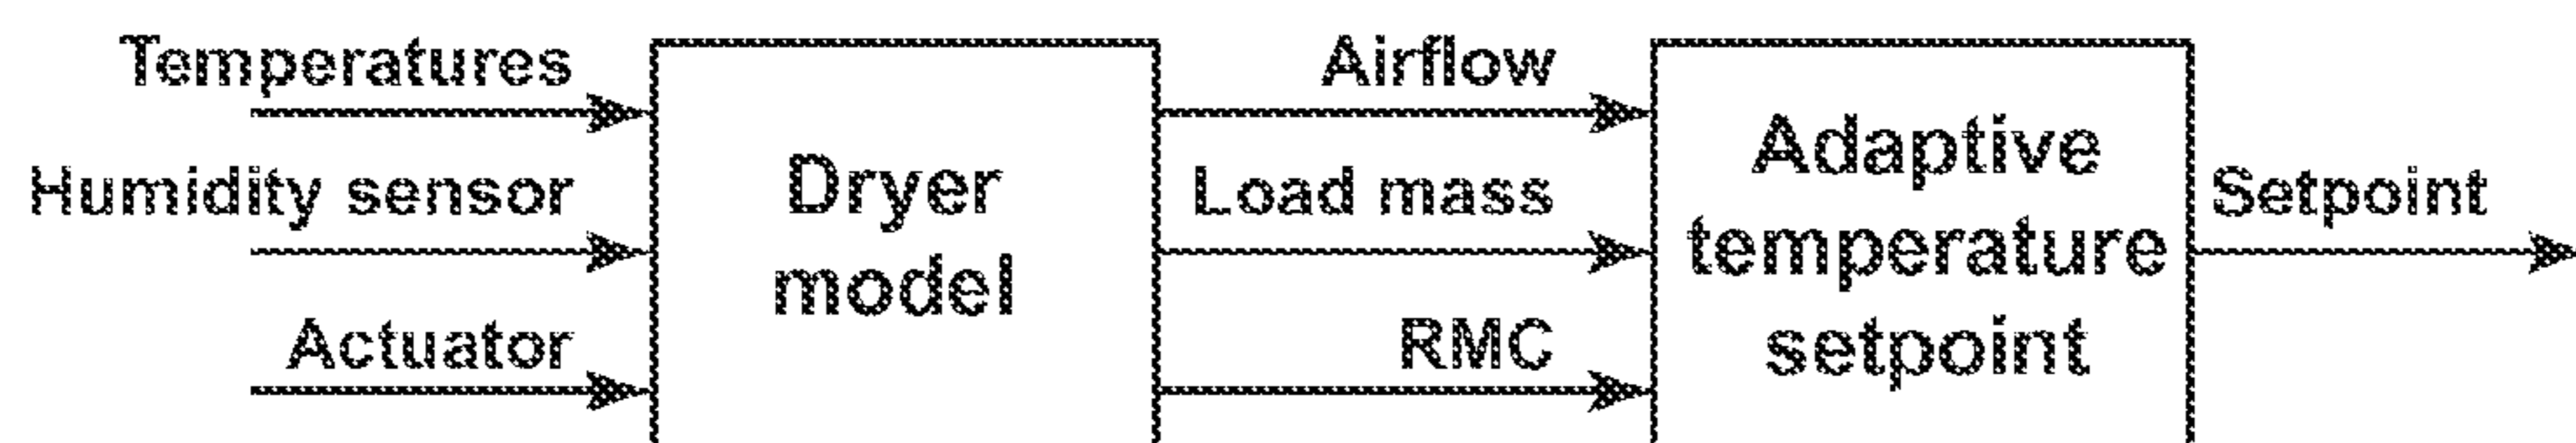 Temperatures
Humidity sensor
Actuator
Dryer
model
Airflow
Load mass
RMC
Adaptive
temperature
setpoint
Setpoint